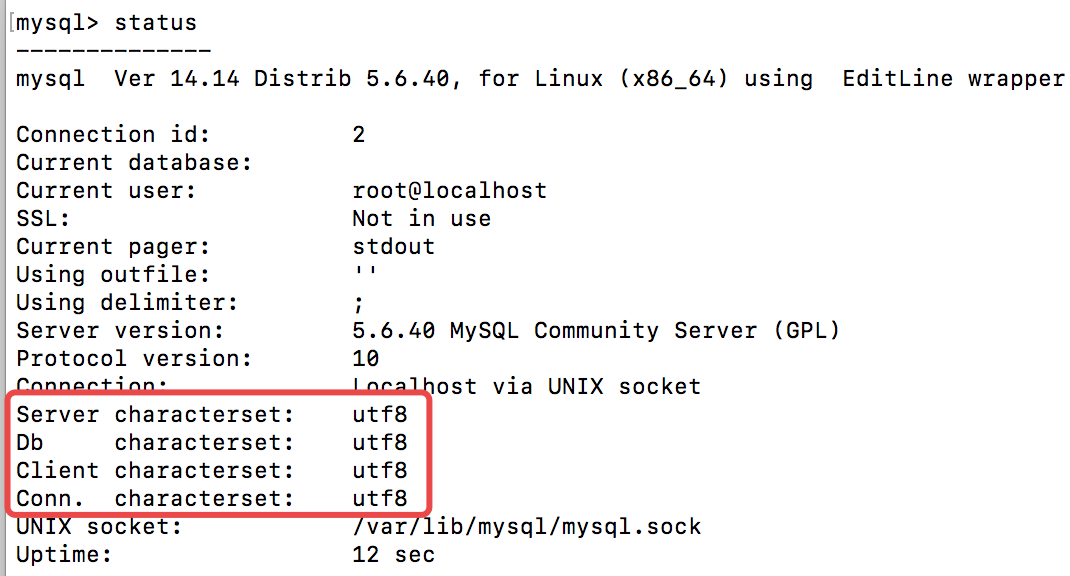 mysql> status
--------------
mysql  Ver 14.14 Distrib 5.6.40, for Linux (x86_64) using  EditLine wrapper

Connection id:          2
Current database:
Current user:           root@localhost
SSL:                    Not in use
Current pager:          stdout
Using outfile:          ''
Using delimiter:        ;
Server version:         5.6.40 MySQL Community Server (GPL)
Protocol version:       10
Connection:             Localhost via UNIX socket
Server characterset:    utf8
Db     characterset:    utf8
Client characterset:    utf8
Conn.  characterset:    utf8
UNIX socket:            /var/lib/mysql/mysql.sock
Uptime:                 12 sec